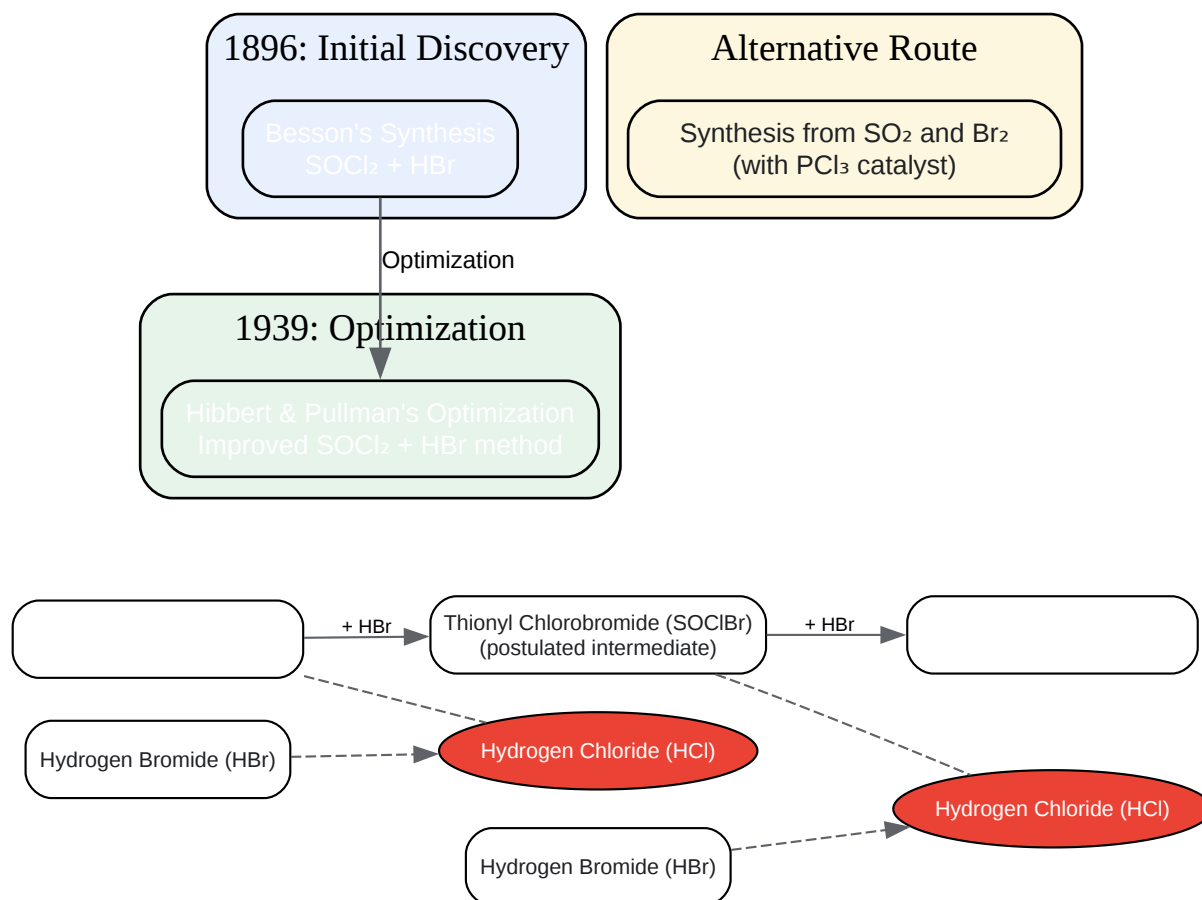 1896: Initial Discovery
Besson's Synthesis
SOCl₂ + HBr
Alternative Route
Synthesis from SO₂ and Br₂
(with PCl₃ catalyst)
Optimization
1939: Optimization
Hibbert & Pullman's Optimization
Improved SOCl₂ + HBr method
+ HBr
Thionyl Chlorobromide (SOClBr)
(postulated intermediate)
+ HBr
Hydrogen Bromide (HBr)
Hydrogen Chloride (HCl)
Hydrogen Chloride (HCl)
Hydrogen Bromide (HBr)